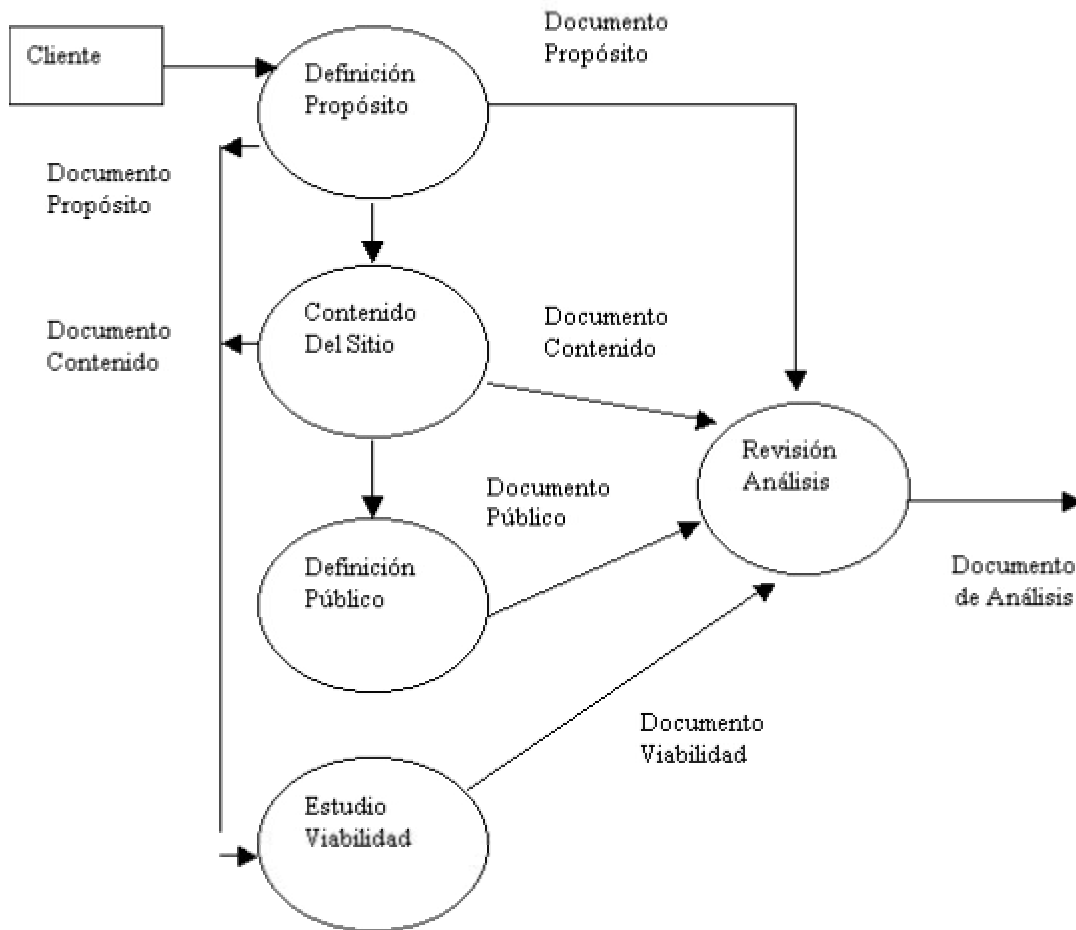 Documento
Propósito
Cliente
Definición
Propósito
Documento
Propósito
Contenido
Del Sitio
Documento
Contenido
Documento
Contenido
Revisión
Análisis
Documento
Público
Definición
Público
Documento
de Análisis
Documento
Viabilidad
Estudio
Viabilidad